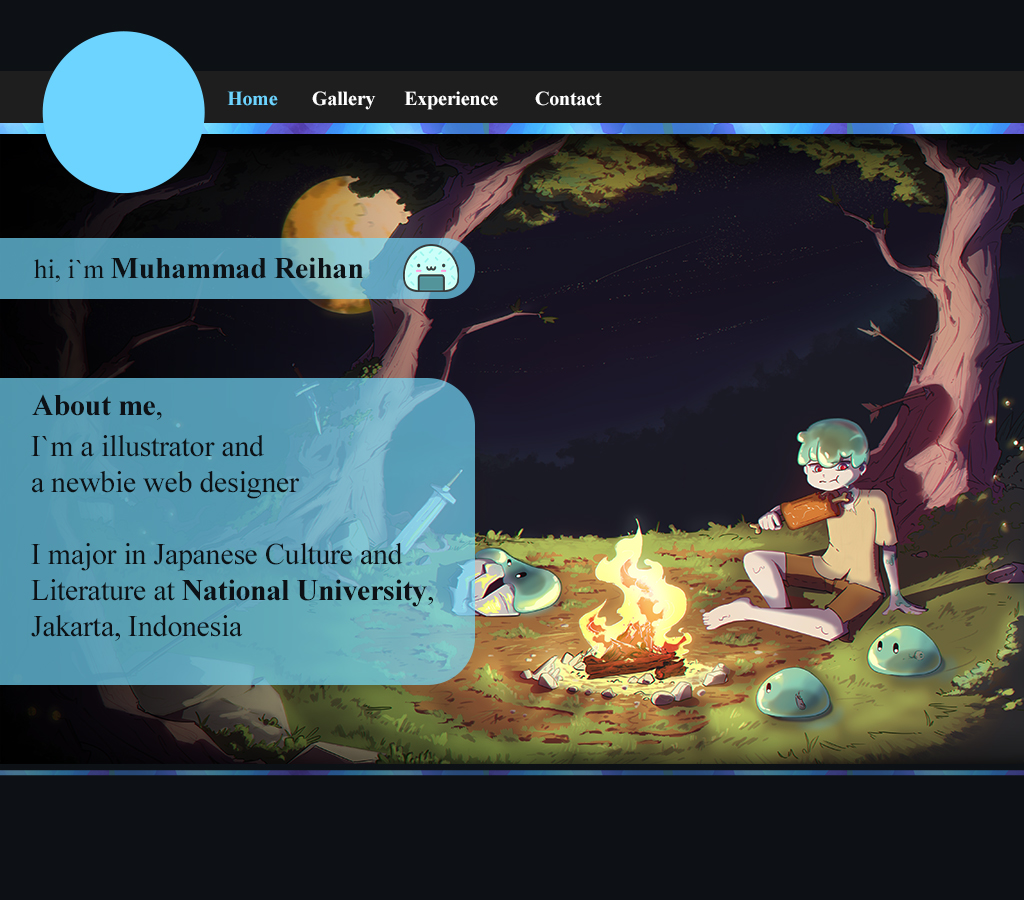 Home Gallery Experience Contact
hi, i`m Muhammad Reihan
About me,
I`m a illustrator and
a newbie web designer
I major in Japanese Culture and
Literature at National University,
Jakarta, Indonesia